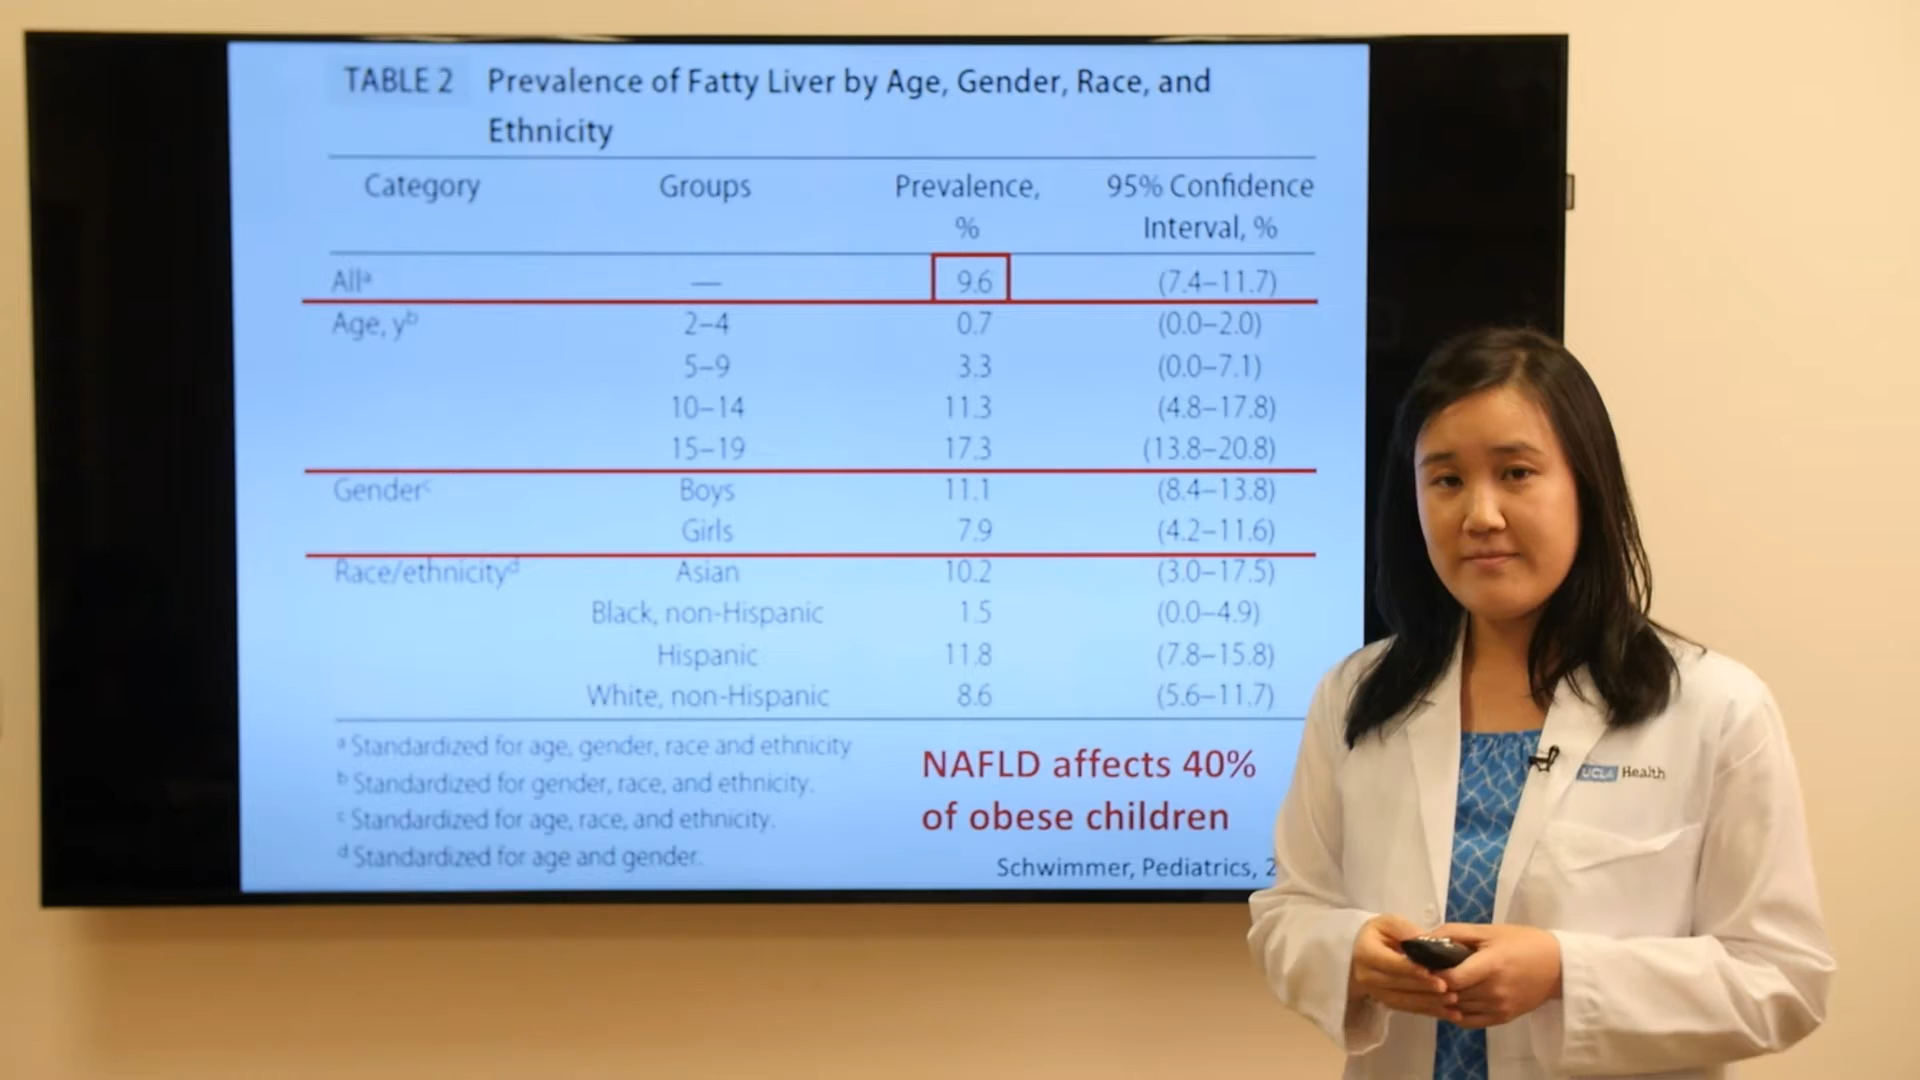 TABLE 2 Prevalence of Fatty Liver by Age, Gender, Race, and
Ethnicity
Category Groups Prevalence, 95% Confidence
% Interval, %
Allᵃ — 9.6 (7.4–11.7)
Age, yᵇ 2–4 0.7 (0.0–2.0)
5–9 3.3 (0.0–7.1)
10–14 11.3 (4.8–17.8)
15–19 17.3 (13.8–20.8)
Genderᶜ Boys 11.1 (8.4–13.8)
Girls 7.9 (4.2–11.6)
Race/ethnicityᵈ Asian 10.2 (3.0–17.5)
Black, non-Hispanic 1.5 (0.0–4.9)
Hispanic 11.8 (7.8–15.8)
White, non-Hispanic 8.6 (5.6–11.7)
ᵃ Standardized for age, gender, race and ethnicity
ᵇ Standardized for gender, race, and ethnicity.
ᶜ Standardized for age, race, and ethnicity.
ᵈ Standardized for age and gender.
NAFLD affects 40%
of obese children
Schwimmer, Pediatrics, 2
UCLA Health